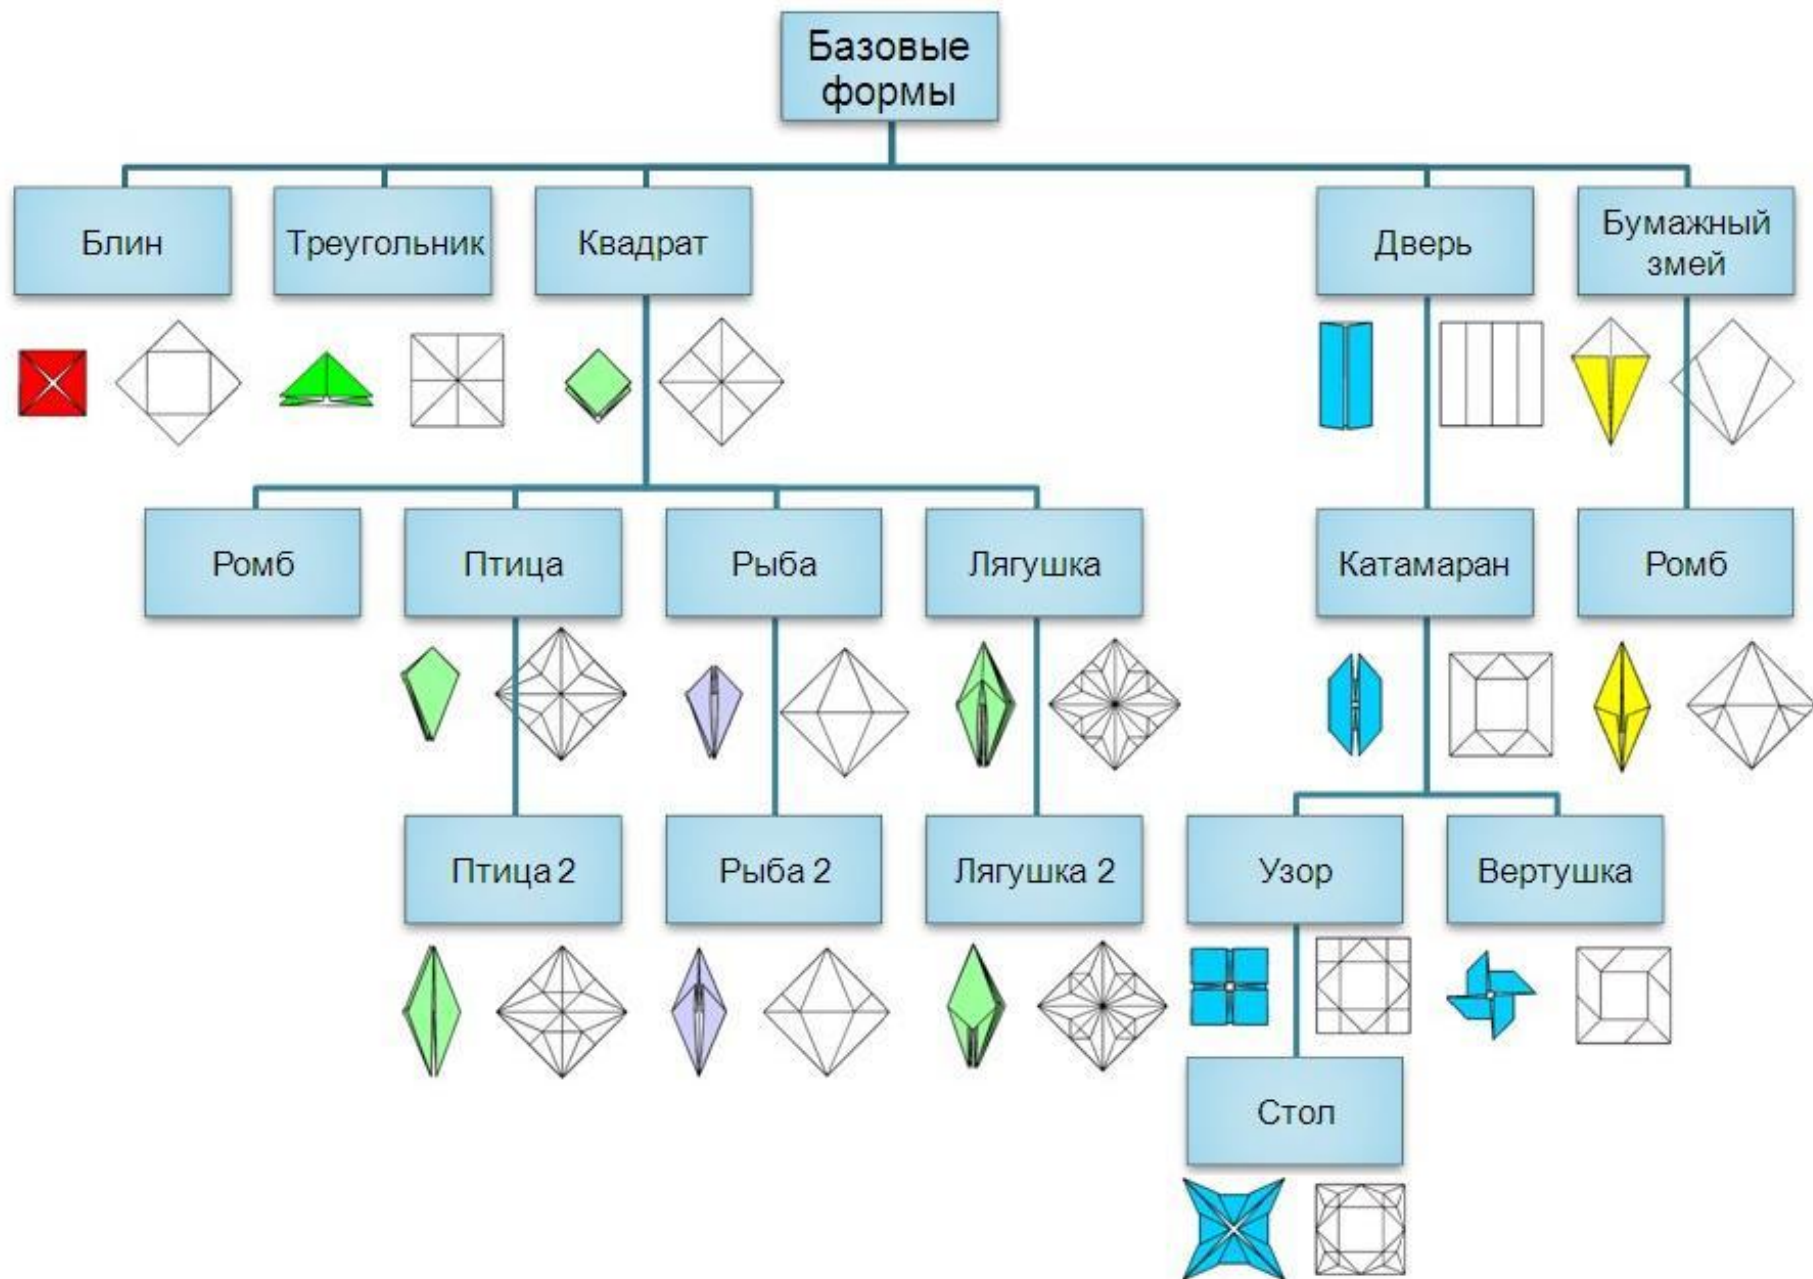 Базовые
формы
Блин
Треугольник
Квадрат
Дверь
Бумажный
змей
Ромб
Птица
Рыба
Лягушка
Катамаран
Ромб
Птица 2
Рыба 2
Лягушка 2
Узор
Вертушка
Стол